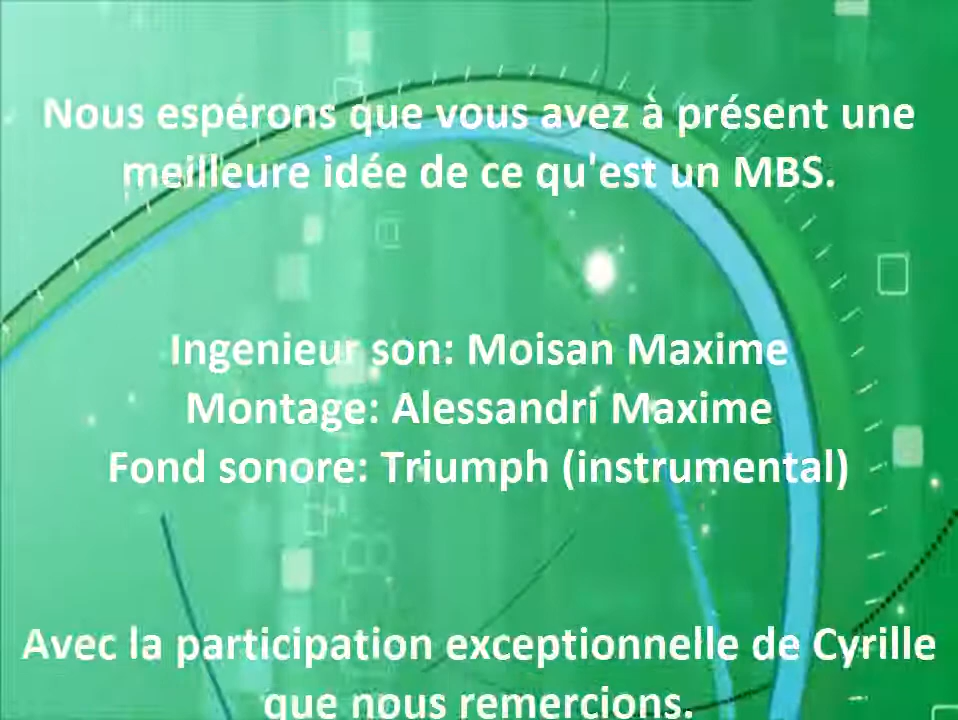 Nous espérons que vous avez à présent une
meilleure idée de ce qu'est un MBS.
Ingenieur son: Moisan Maxime
Montage: Alessandri Maxime
Fond sonore: Triumph (instrumental)
Avec la participation exceptionnelle de Cyrille
que nous remercions.